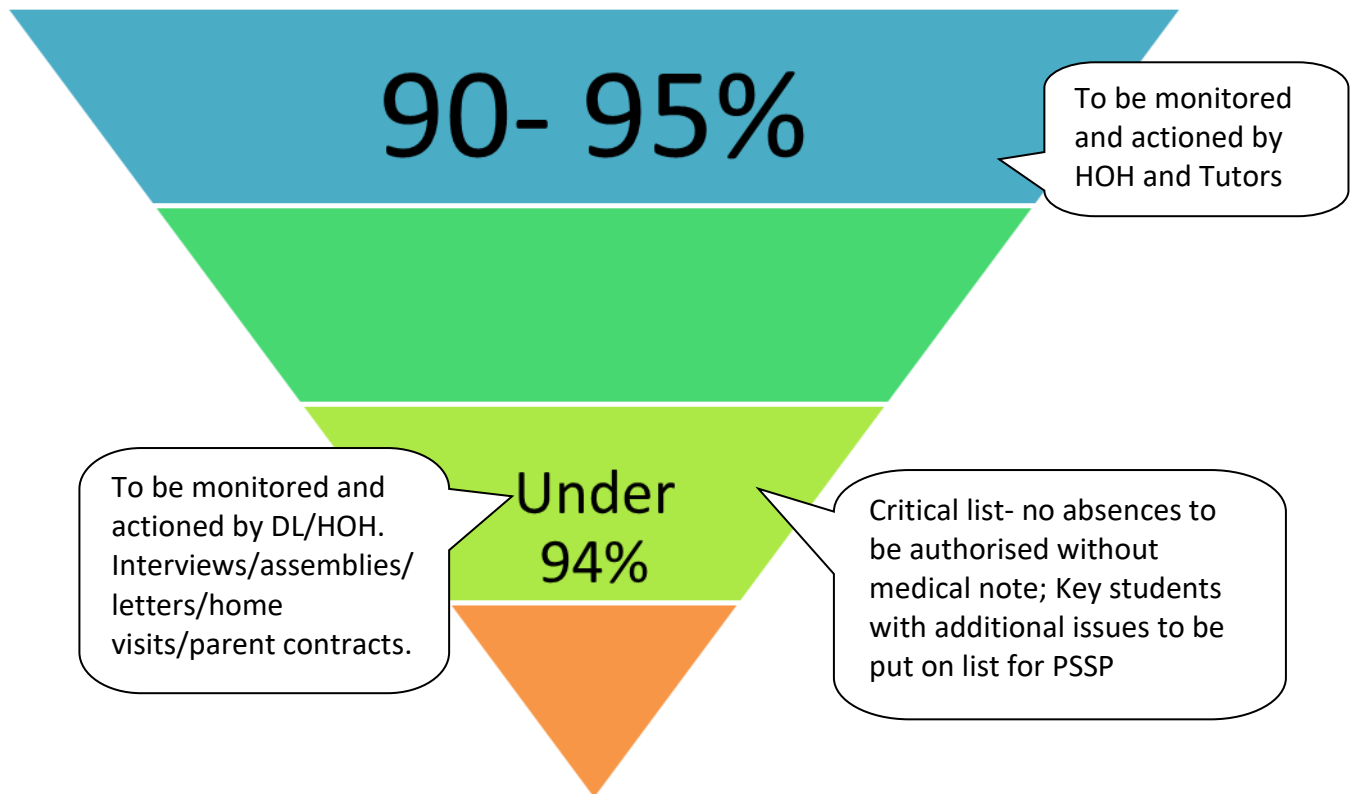 90- 95%
To be monitored
and actioned by
HOH and Tutors
To be monitored and
actioned by DL/HOH.
Interviews/assemblies/
letters/home
visits/parent contracts.
Under
94%
Critical list- no absences to
be authorised without
medical note; Key students
with additional issues to be
put on list for PSSP